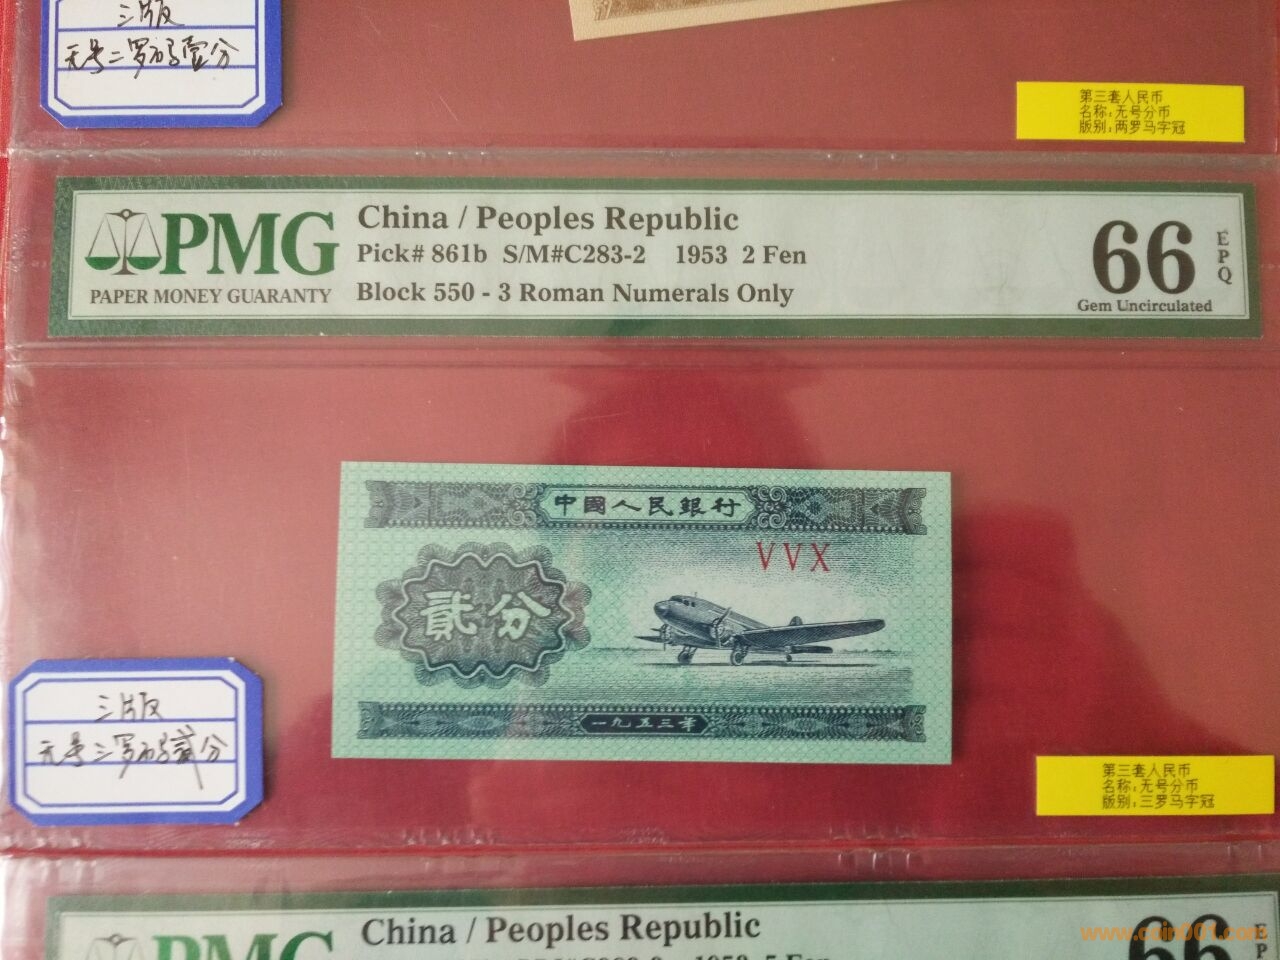 三版
无号二罗码壹分
第三套人民币
名称:无号分币
版别:两罗马字冠
PMG
PAPER MONEY GUARANTY
China / Peoples Republic
Pick# 861b S/M#C283-2 1953 2 Fen
Block 550 - 3 Roman Numerals Only
66
EPQ
Gem Uncirculated
中國人民銀行
VVX
貳分
一九五三年
三版
无号三罗码贰分
第三套人民币
名称:无号分币
版别:三罗马字冠
PMG
China / Peoples Republic
1953 5 Fen
66
www.coin001.com